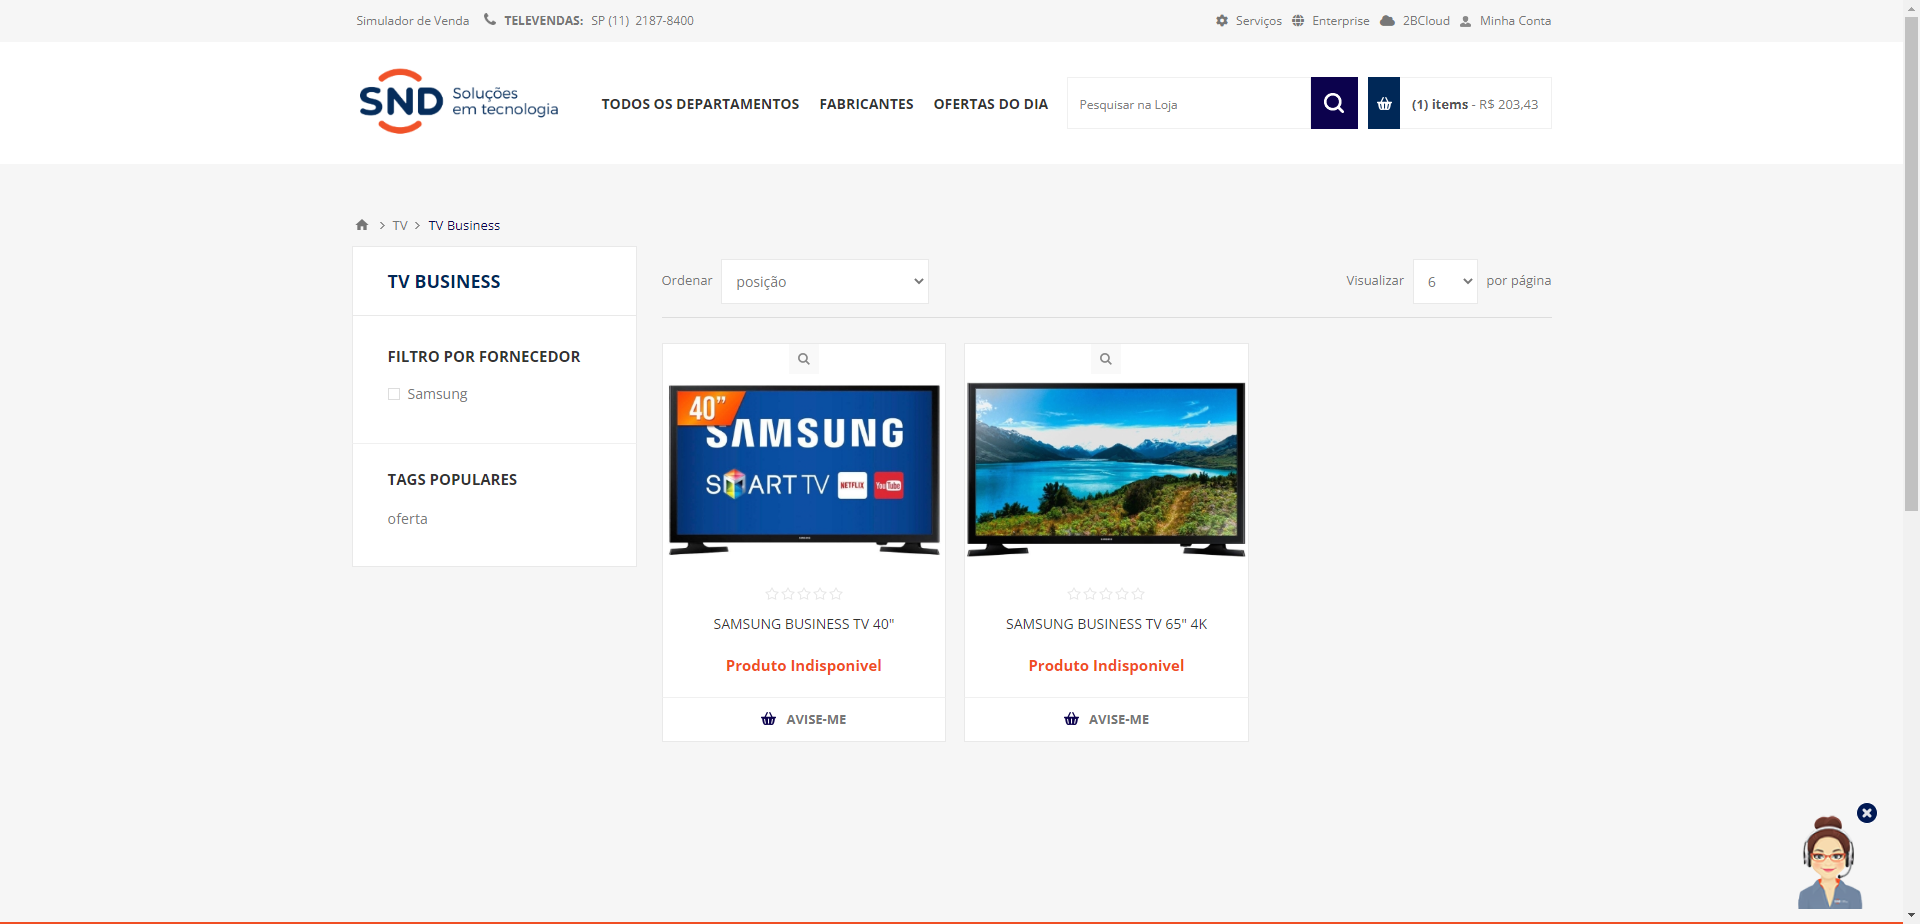 Simulador de Venda TELEVENDAS: SP (11) 2187-8400 Serviços Enterprise 2BCloud Minha Conta
SND Soluções em tecnologia
TODOS OS DEPARTAMENTOS FABRICANTES OFERTAS DO DIA Pesquisar na Loja (1) items - R$ 203,43
TV TV Business
TV BUSINESS
FILTRO POR FORNECEDOR
Samsung
TAGS POPULARES
oferta
Ordenar posição Visualizar 6 por página
40”
SAMSUNG
SMART TV NETFLIX YouTube
SAMSUNG BUSINESS TV 40"
Produto Indisponivel
AVISE-ME
SAMSUNG BUSINESS TV 65" 4K
Produto Indisponivel
AVISE-ME